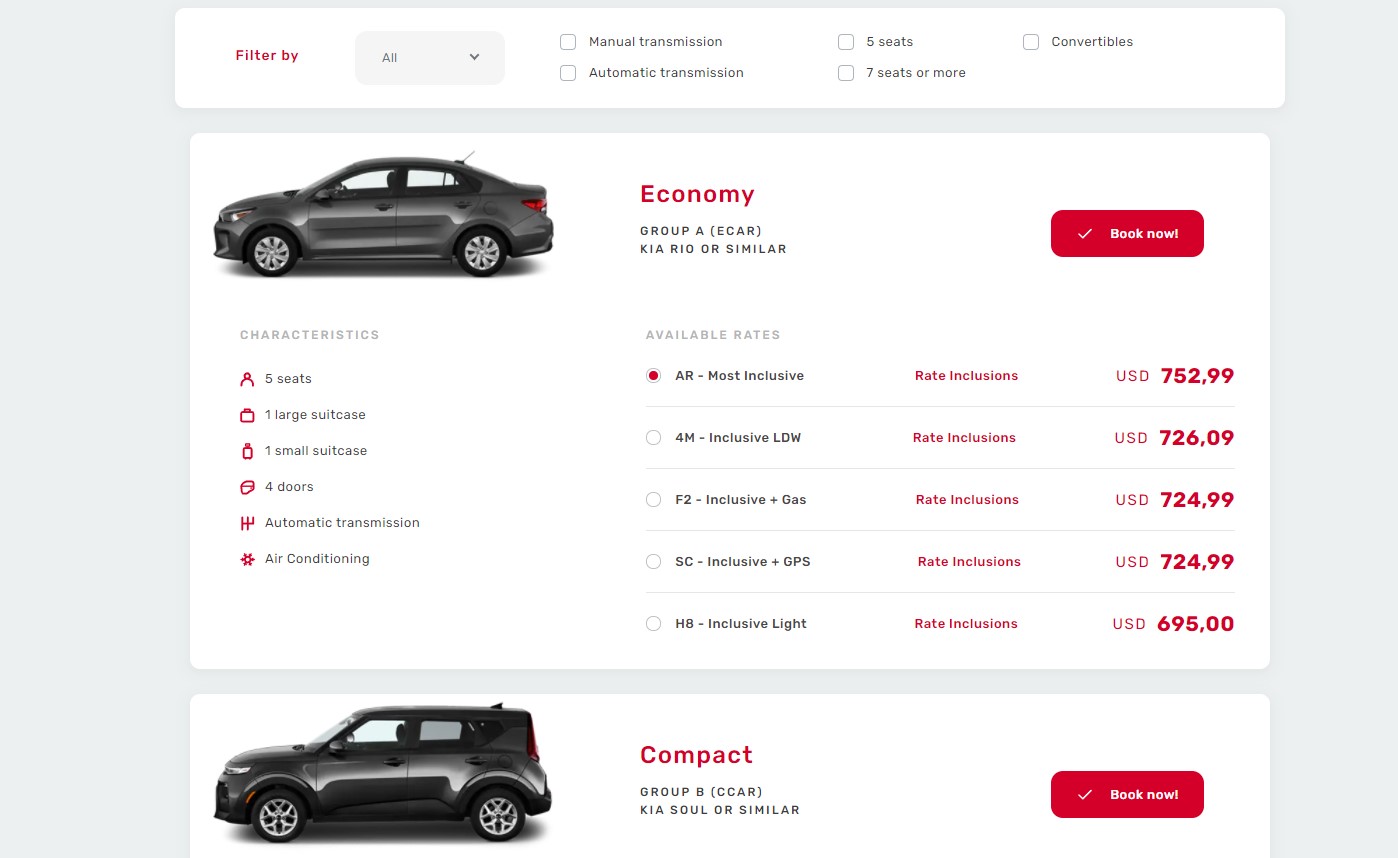 Filter by
All
Manual transmission
Automatic transmission
5 seats
7 seats or more
Convertibles
Economy
GROUP A (ECAR)
KIA RIO OR SIMILAR
Book now!
CHARACTERISTICS
5 seats
1 large suitcase
1 small suitcase
4 doors
Automatic transmission
Air Conditioning
AVAILABLE RATES
AR - Most Inclusive Rate Inclusions USD 752,99
4M - Inclusive LDW Rate Inclusions USD 726,09
F2 - Inclusive + Gas Rate Inclusions USD 724,99
SC - Inclusive + GPS Rate Inclusions USD 724,99
H8 - Inclusive Light Rate Inclusions USD 695,00
Compact
GROUP B (CCAR)
KIA SOUL OR SIMILAR
Book now!